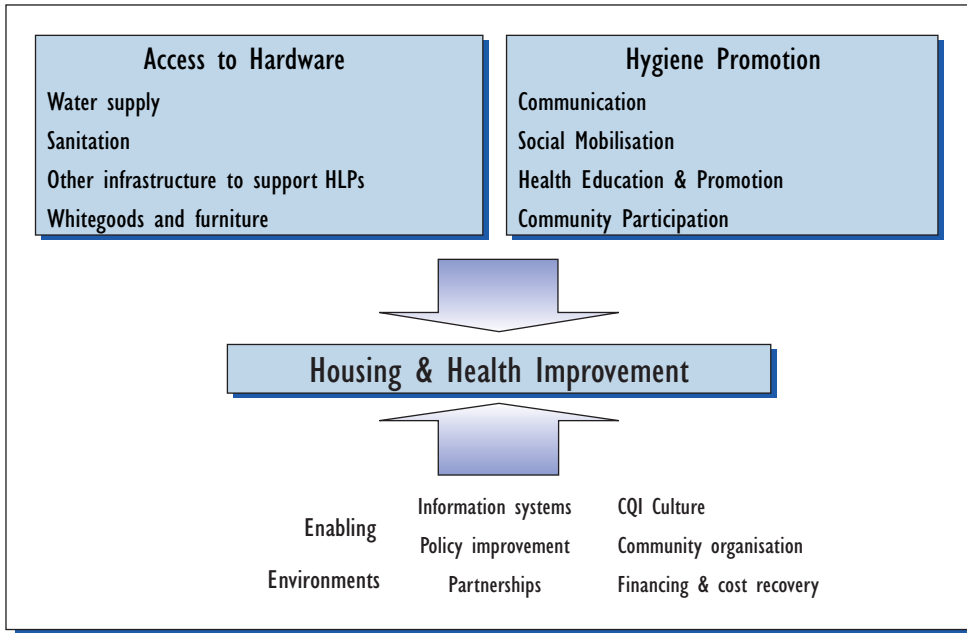 Access to Hardware
Water supply
Sanitation
Other infrastructure to support HLPs
Whitegoods and furniture
Hygiene Promotion
Communication
Social Mobilisation
Health Education & Promotion
Community Participation
Housing & Health Improvement
Enabling
Environments
Information systems
Policy improvement
Partnerships
CQI Culture
Community organisation
Financing & cost recovery